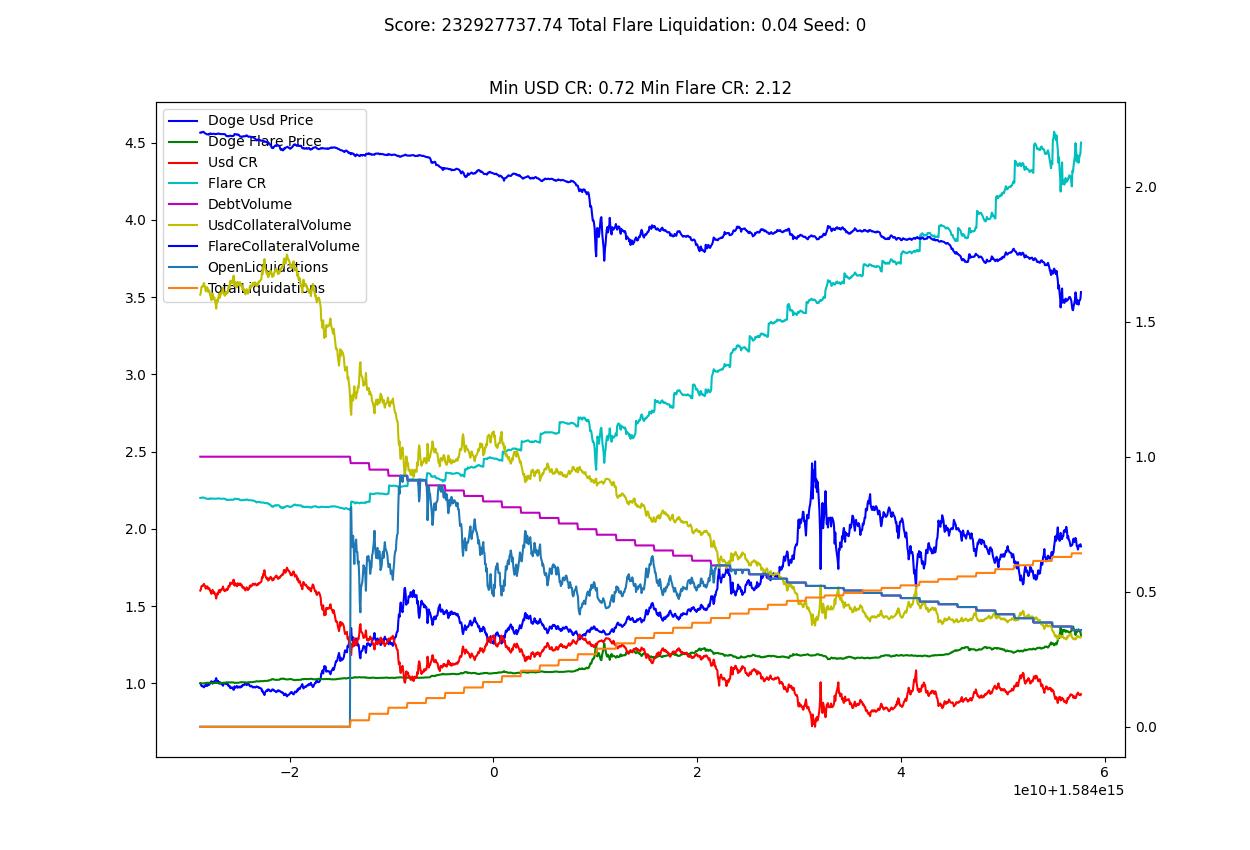 Score: 232927737.74 Total Flare Liquidation: 0.04 Seed: 0
Min USD CR: 0.72 Min Flare CR: 2.12
Doge Usd Price
Doge Flare Price
Usd CR
Flare CR
DebtVolume
UsdCollateralVolume
FlareCollateralVolume
OpenLiquidations
TotalLiquidations
4.5
4.0
3.5
3.0
2.5
2.0
1.5
1.0
2.0
1.5
1.0
0.5
0.0
−2
0
2
4
6
1e10+1.584e15